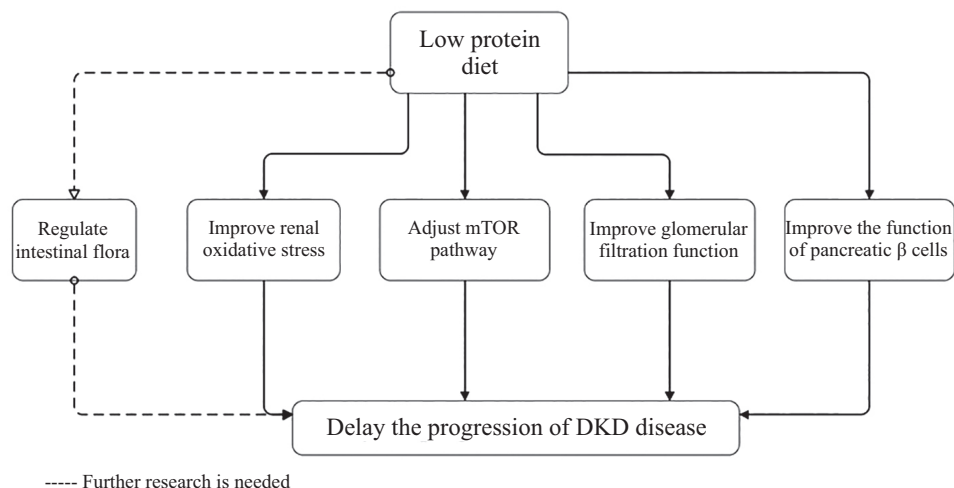 Low protein
diet
Regulate
intestinal flora
Improve renal
oxidative stress
Adjust mTOR
pathway
Improve glomerular
filtration function
Improve the function
of pancreatic β cells
Delay the progression of DKD disease
----- Further research is needed